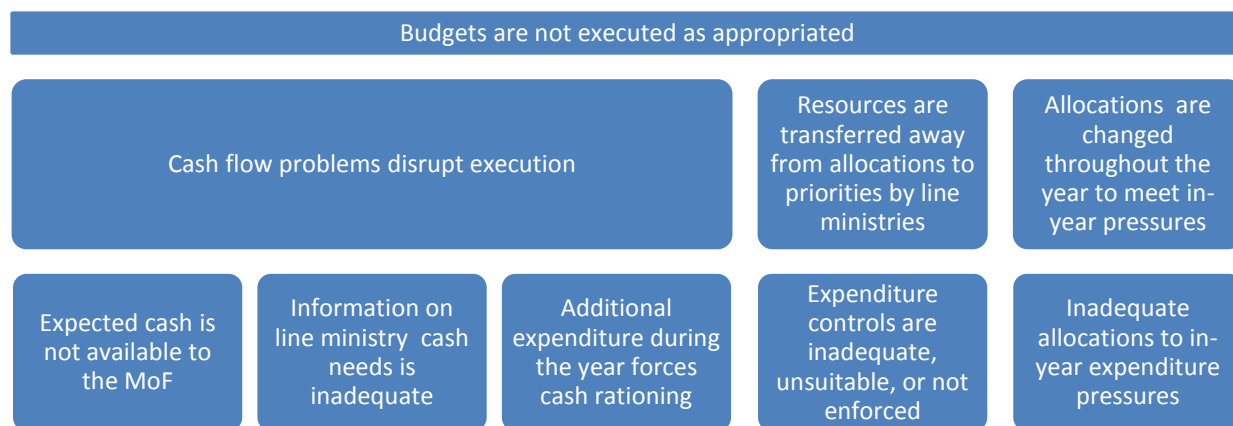 Budgets are not executed as appropriated
Cash flow problems disrupt execution
Resources are
transferred away
from allocations to
priorities by line
ministries
Allocations are
changed
throughout the
year to meet in-
year pressures
Expected cash is
not available to
the MoF
Information on
line ministry cash
needs is
inadequate
Additional
expenditure during
the year forces
cash rationing
Expenditure
controls are
inadequate,
unsuitable, or not
enforced
Inadequate
allocations to in-
year expenditure
pressures